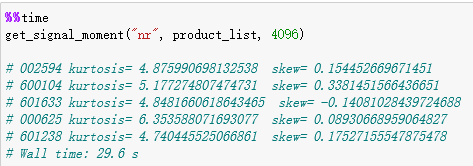 %%time
get_signal_moment("nr", product_list, 4096)
# 002594 kurtosis= 4.875990698132538 skew= 0.154452669671451
# 600104 kurtosis= 5.177274807474731 skew= 0.3381451566436651
# 601633 kurtosis= 4.8481660618643465 skew= -0.14081028439724688
# 000625 kurtosis= 6.353588071693077 skew= 0.08930668959064827
# 601238 kurtosis= 4.740445525066861 skew= 0.17527155547875478
# Wall time: 29.6 s